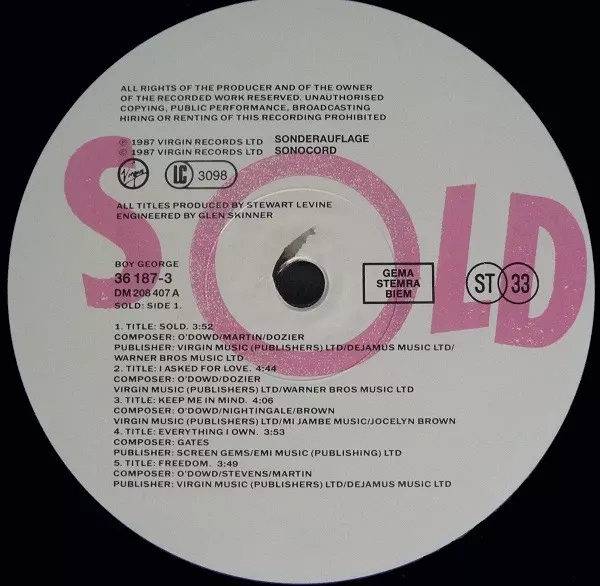 ALL RIGHTS OF THE PRODUCER AND OF THE OWNER
OF THE RECORDED WORK RESERVED, UNAUTHORISED
COPYING, PUBLIC PERFORMANCE, BROADCASTING
HIRING OR RENTING OF THIS RECORDING PROHIBITED
℗ 1987 VIRGIN RECORDS LTD SONDERAUFLAGE
© 1987 VIRGIN RECORDS LTD SONOCORD
Virgin LC 3098
ALL TITLES PRODUCED BY STEWART LEVINE
ENGINEERED BY GLEN SKINNER
SOLD
BOY GEORGE
36 187-3
DM 208 407 A
SOLD: SIDE 1.
GEMA
STEMRA
BIEM
ST 33
1. TITLE: SOLD. 3:52
COMPOSER: O'DOWD/MARTIN/DOZIER
PUBLISHER: VIRGIN MUSIC (PUBLISHERS) LTD/DEJAMUS MUSIC LTD/
WARNER BROS MUSIC LTD
2. TITLE: I ASKED FOR LOVE. 4:44
COMPOSER: O'DOWD/DOZIER
VIRGIN MUSIC (PUBLISHERS) LTD/WARNER BROS MUSIC LTD
3. TITLE: KEEP ME IN MIND. 4:06
COMPOSER: O'DOWD/NIGHTINGALE/BROWN
VIRGIN MUSIC (PUBLISHERS) LTD/MI JAMBE MUSIC/JOCELYN BROWN
4. TITLE: EVERYTHING I OWN. 3:53
COMPOSER: GATES
PUBLISHER: SCREEN GEMS/EMI MUSIC (PUBLISHING) LTD
5. TITLE: FREEDOM. 3:49
COMPOSER: O'DOWD/STEVENS/MARTIN
PUBLISHER: VIRGIN MUSIC (PUBLISHERS) LTD/DEJAMUS MUSIC LTD